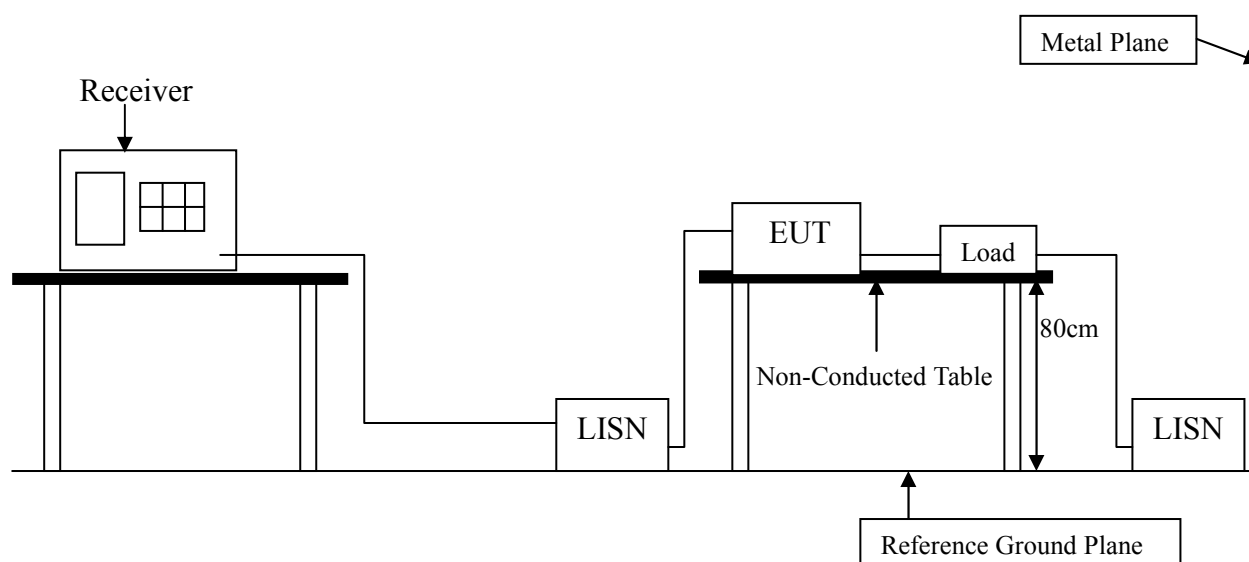 Metal Plane
Receiver
EUT
Load
80cm
Non-Conducted Table
LISN
LISN
Reference Ground Plane